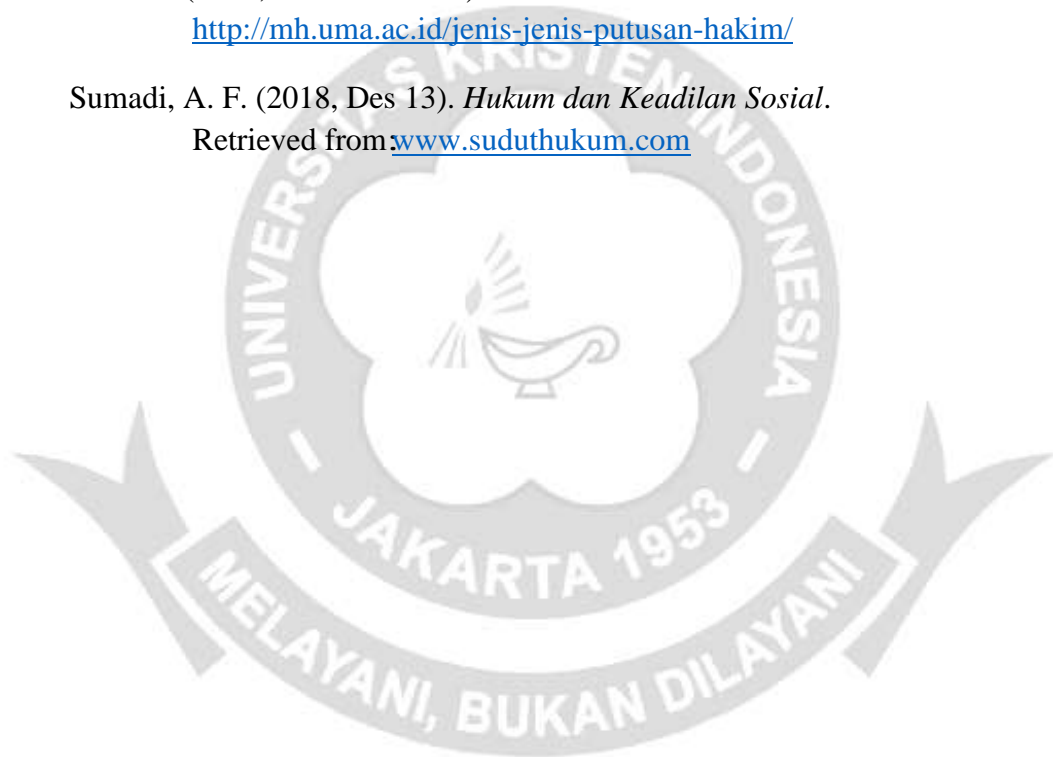 http://mh.uma.ac.id/jenis-jenis-putusan-hakim/
Sumadi, A. F. (2018, Des 13). Hukum dan Keadilan Sosial.
Retrieved from:www.suduthukum.com
UNIVERSITAS KRISTEN INDONESIA
- JAKARTA 1953 -
MELAYANI, BUKAN DILAYANI